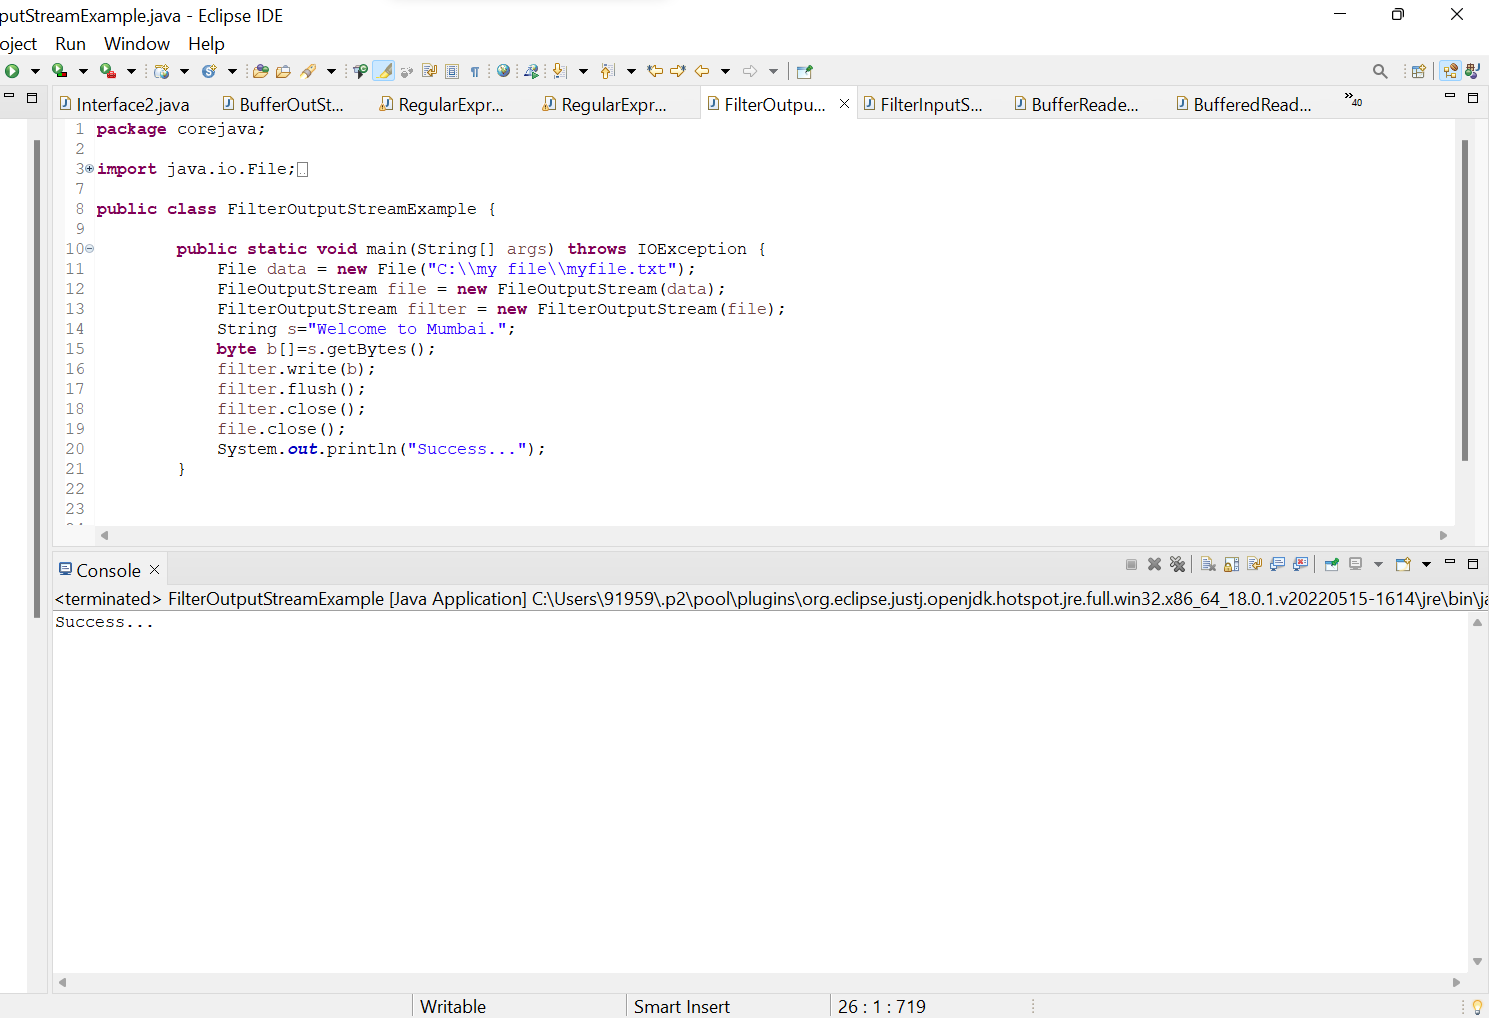 putStreamExample.java - Eclipse IDE
oject Run Window Help
Interface2.java BufferOutSt... RegularExpr... RegularExpr... FilterOutpu... FilterInputS... BufferReade... BufferedRead... »40
1 package corejava;
2
3 import java.io.File;
7
8 public class FilterOutputStreamExample {
9
10 public static void main(String[] args) throws IOException {
11 File data = new File("C:\\my file\\myfile.txt");
12 FileOutputStream file = new FileOutputStream(data);
13 FilterOutputStream filter = new FilterOutputStream(file);
14 String s="Welcome to Mumbai.";
15 byte b[]=s.getBytes();
16 filter.write(b);
17 filter.flush();
18 filter.close();
19 file.close();
20 System.out.println("Success...");
21 }
22
23
Console
<terminated> FilterOutputStreamExample [Java Application] C:\Users\91959\.p2\pool\plugins\org.eclipse.justj.openjdk.hotspot.jre.full.win32.x86_64_18.0.1.v20220515-1614\jre\bin\ja
Success...
Writable Smart Insert 26 : 1 : 719